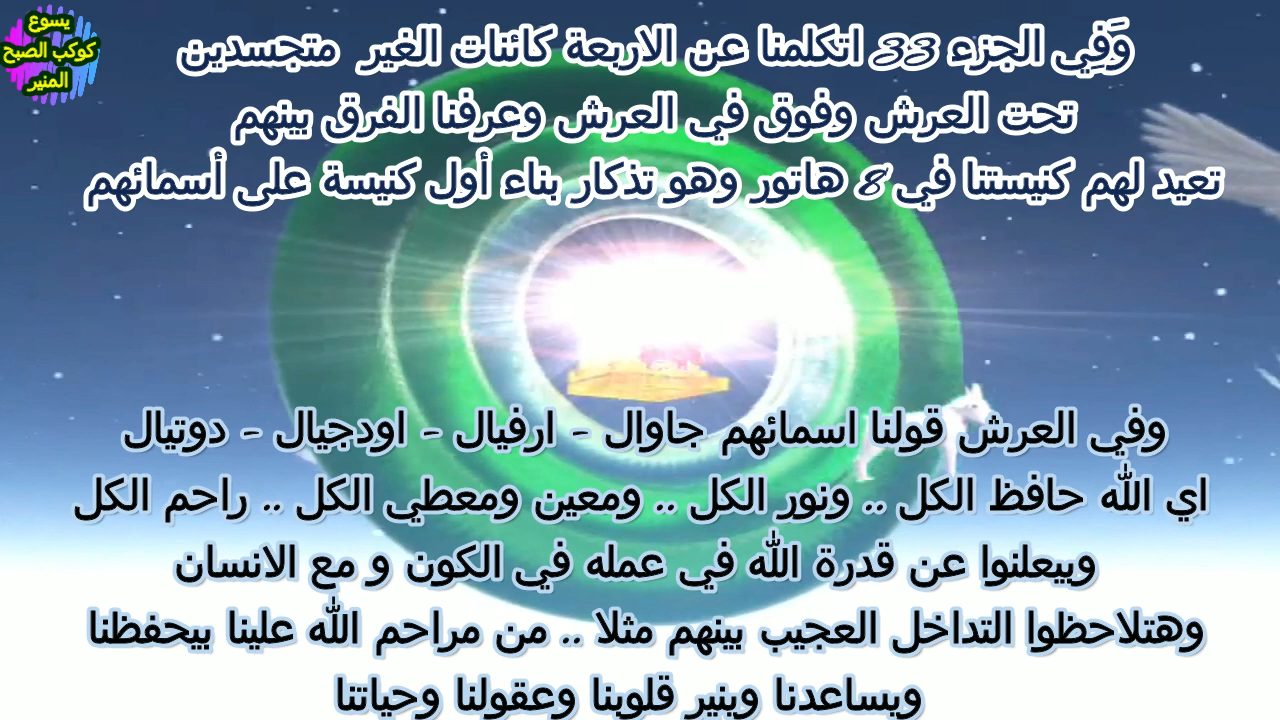 يسوع
كوكب الصبح
المنير
وَفِي الجزء 33 اتكلمنا عن الاربعة كائنات الغير متجسدين
تحت العرش وفوق في العرش وعرفنا الفرق بينهم
تعيد لهم كنيستنا في 8 هاتور وهو تذكار بناء أول كنيسة على أسمائهم
وفي العرش قولنا اسمائهم جاوال - ارفيال - اودجيال - دوتيال
اي الله حافظ الكل .. ونور الكل .. ومعين ومعطي الكل .. راحم الكل
وبيعلنوا عن قدرة الله في عمله في الكون و مع الانسان
وهتلاحظوا التداخل العجيب بينهم مثلا .. من مراحم الله علينا بيحفظنا
وبساعدنا وينير قلوبنا وعقولنا وحياتنا